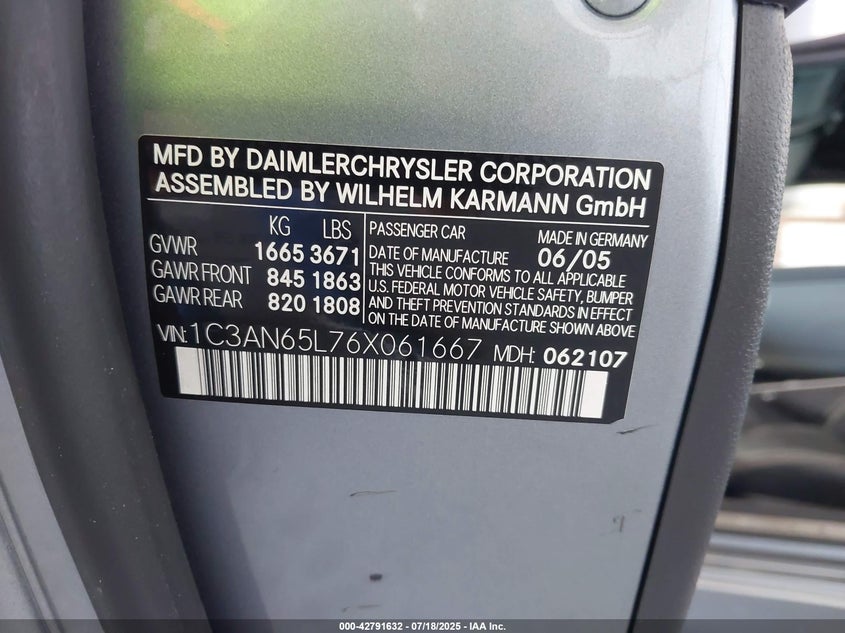 MFD BY DAIMLERCHRYSLER CORPORATION
ASSEMBLED BY WILHELM KARMANN GmbH
KG LBS
GVWR 1665 3671
GAWR FRONT 845 1863
GAWR REAR 820 1808
PASSENGER CAR MADE IN GERMANY
DATE OF MANUFACTURE 06/05
THIS VEHICLE CONFORMS TO ALL APPLICABLE
U.S. FEDERAL MOTOR VEHICLE SAFETY, BUMPER
AND THEFT PREVENTION STANDARDS IN EFFECT
ON THE DATE OF MANUFACTURE SHOWN ABOVE
VIN: 1C3AN65L76X061667 MDH: 062107
000-42791632 - 07/18/2025 - IAA Inc.